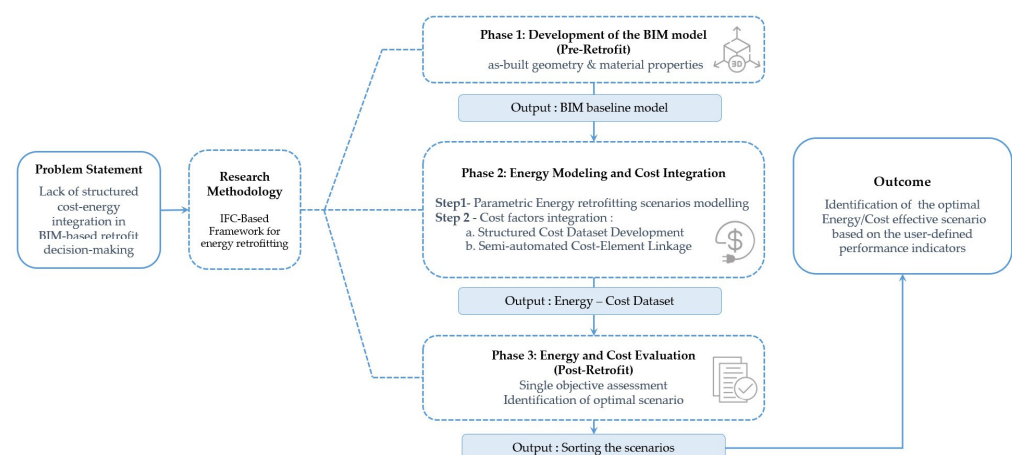 Problem Statement
Lack of structured
cost-energy
integration in
BIM-based retrofit
decision-making
Research
Methodology
IFC-Based
Framework for
energy retrofitting
Phase 1: Development of the BIM model
(Pre-Retrofit)
as-built geometry & material properties
3D
Output : BIM baseline model
Phase 2: Energy Modeling and Cost Integration
Step1- Parametric Energy retrofitting scenarios modelling
Step 2 - Cost factors integration :
a. Structured Cost Dataset Development
b. Semi-automated Cost-Element Linkage
$
Output : Energy – Cost Dataset
Phase 3: Energy and Cost Evaluation
(Post-Retrofit)
Single objective assessment
Identification of optimal scenario
Output : Sorting the scenarios
Outcome
Identification of the optimal
Energy/Cost effective scenario
based on the user-defined
performance indicators